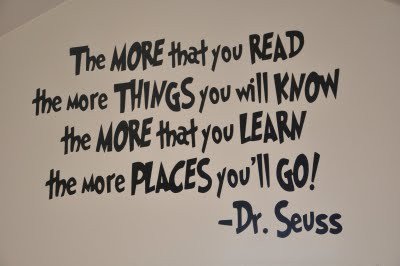 The MORE that you READ
the more THINGS you will KNOW
the MORE that you LEARN
the more PLACES you'll GO!
-Dr. Seuss